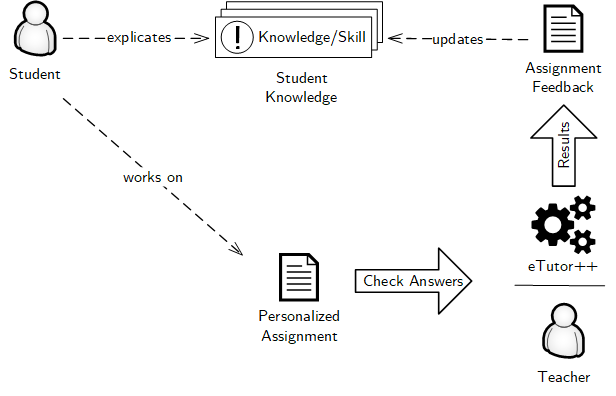 explicates
Knowledge/Skill
updates
Student
Student
Knowledge
Assignment
Feedback
Results
works on
eTutor++
Check Answers
Personalized
Assignment
Teacher